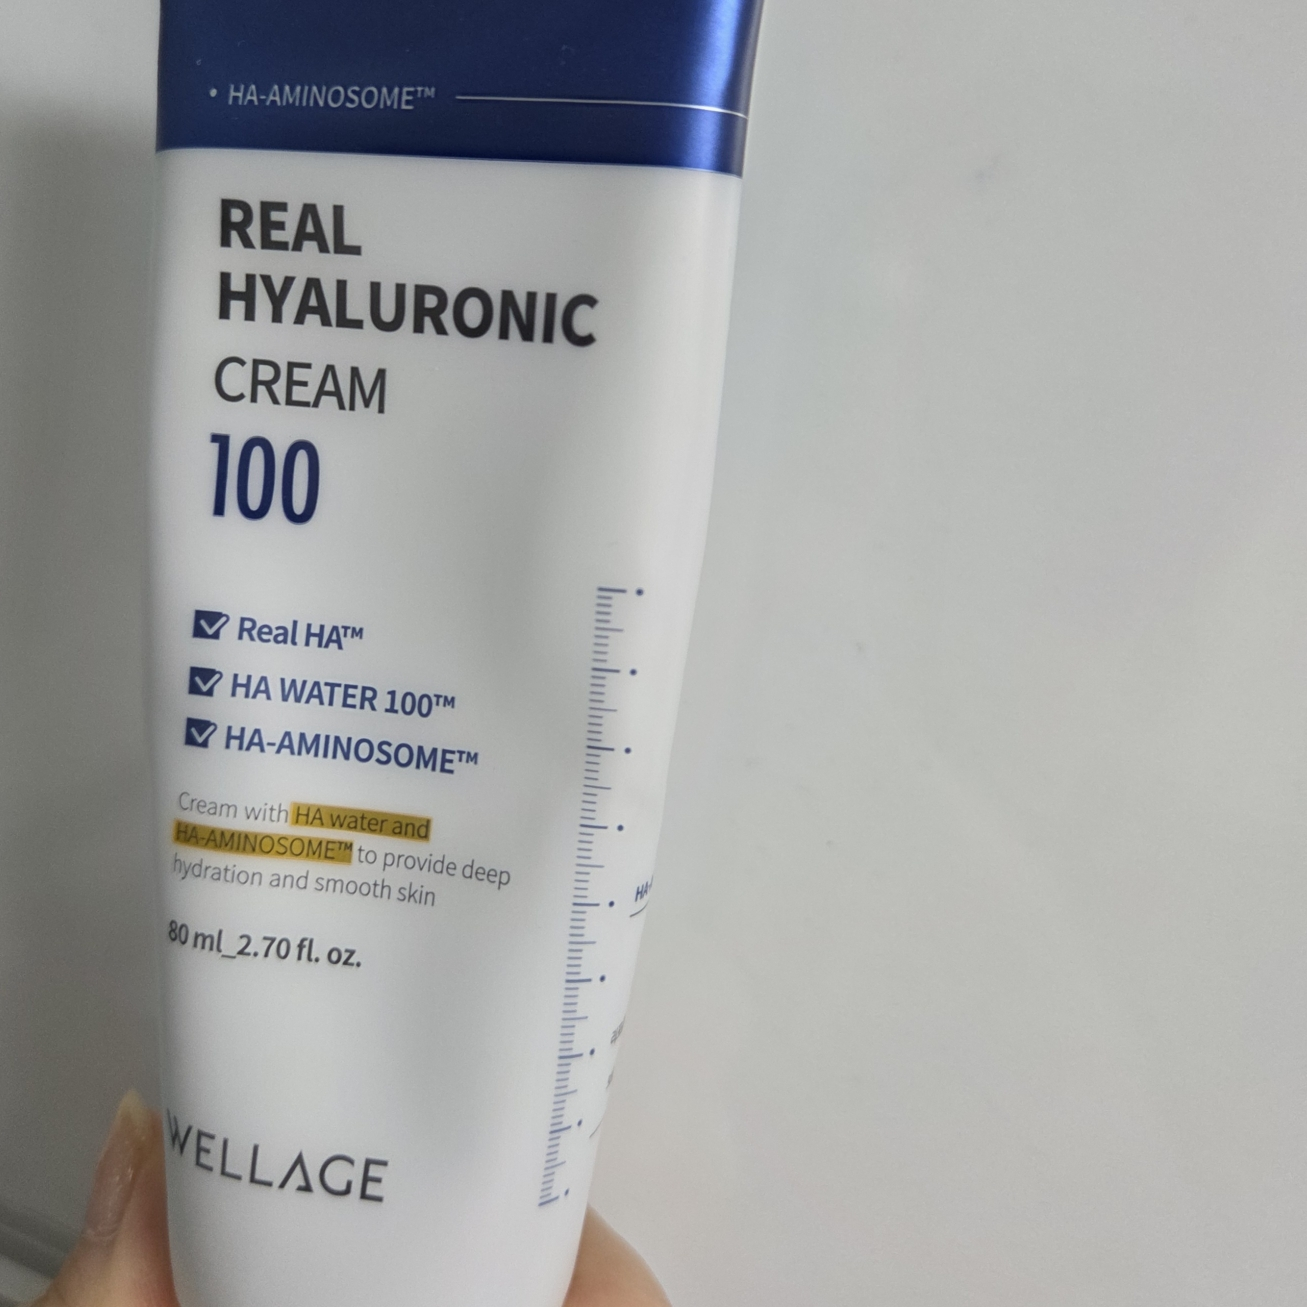 • HA-AMINOSOME™
REAL
HYALURONIC
CREAM
100
Real HA™
HA WATER 100™
HA-AMINOSOME™
Cream with HA water and
HA-AMINOSOME™ to provide deep
hydration and smooth skin
80 ml_2.70 fl. oz.
WELLAGE